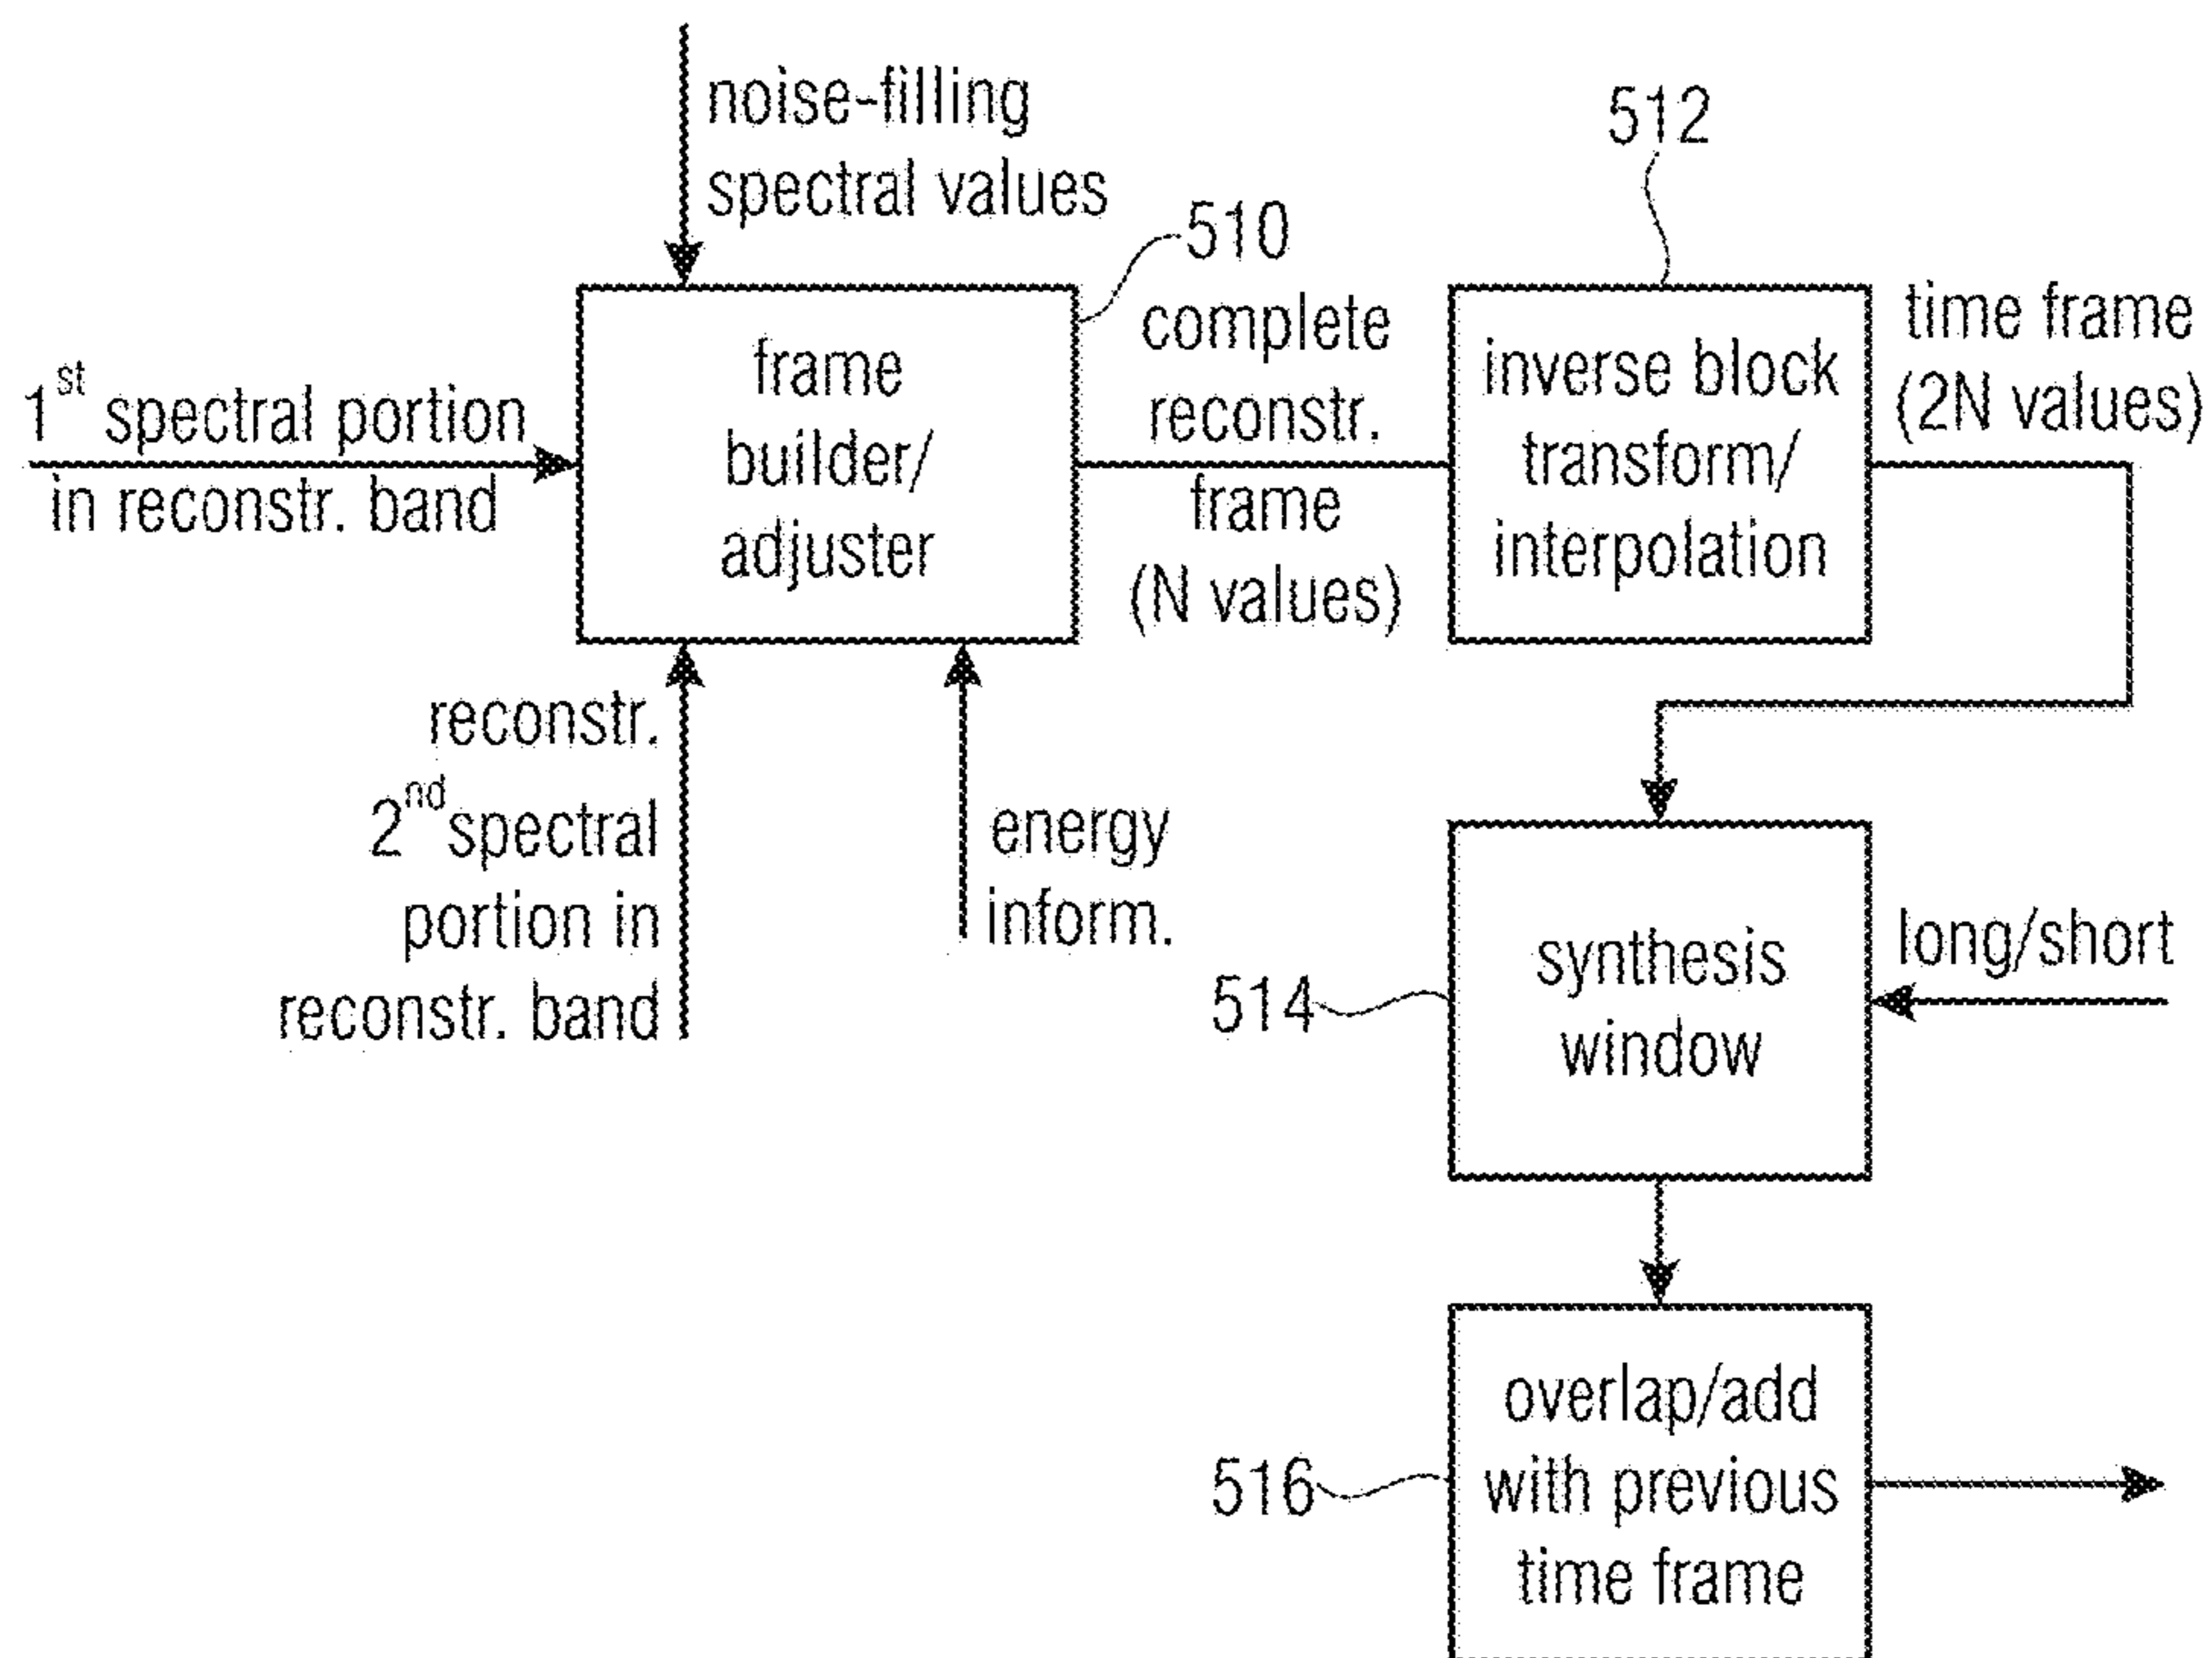 noise-filling
spectral values
510
512
1st spectral portion
in reconstr. band
frame
builder/
adjuster
complete
reconstr.
frame
(N values)
inverse block
transform/
interpolation
time frame
(2N values)
reconstr.
2nd spectral
portion in
reconstr. band
energy
inform.
514
synthesis
window
long/short
516
overlap/add
with previous
time frame